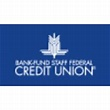 BANK-FUND STAFF FEDERAL
CREDIT UNION®